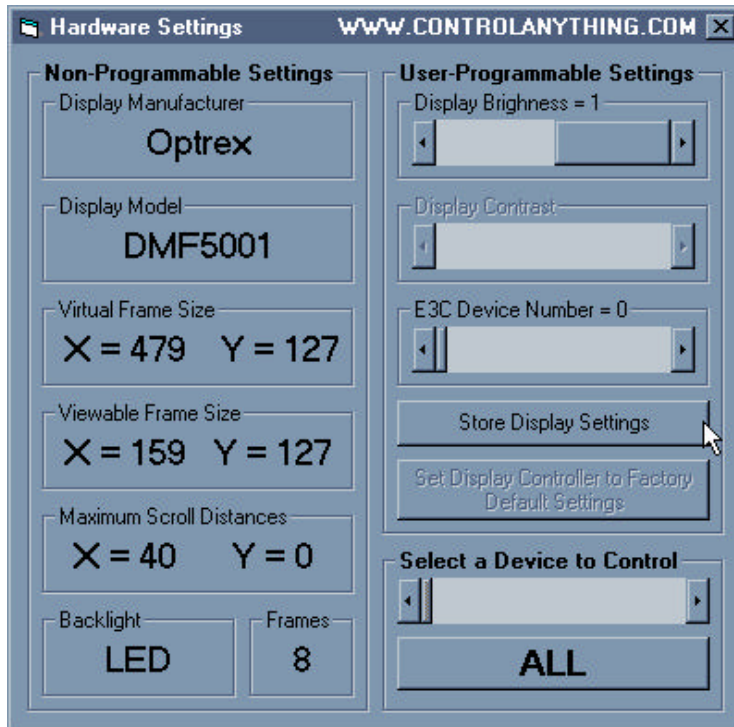 Hardware Settings WWW.CONTROLANYTHING.COM
Non-Programmable Settings
Display Manufacturer
Optrex
Display Model
DMF5001
Virtual Frame Size
X = 479 Y = 127
Viewable Frame Size
X = 159 Y = 127
Maximum Scroll Distances
X = 40 Y = 0
Backlight
LED
Frames
8
User-Programmable Settings
Display Brighness = 1
Display Contrast
E3C Device Number = 0
Store Display Settings
Set Display Controller to Factory
Default Settings
Select a Device to Control
ALL